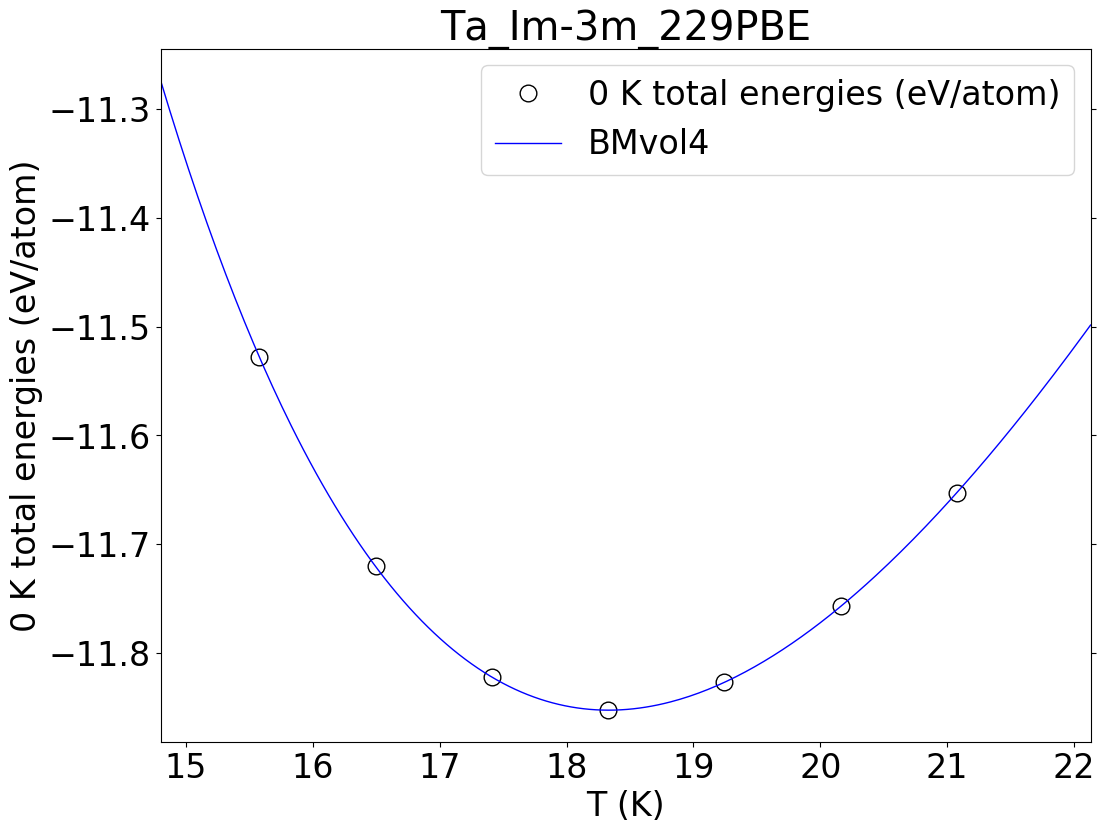 Ta_Im-3m_229PBE
0 K total energies (eV/atom)
BMvol4
0 K total energies (eV/atom)
−11.3
−11.4
−11.5
−11.6
−11.7
−11.8
15 16 17 18 19 20 21 22
T (K)